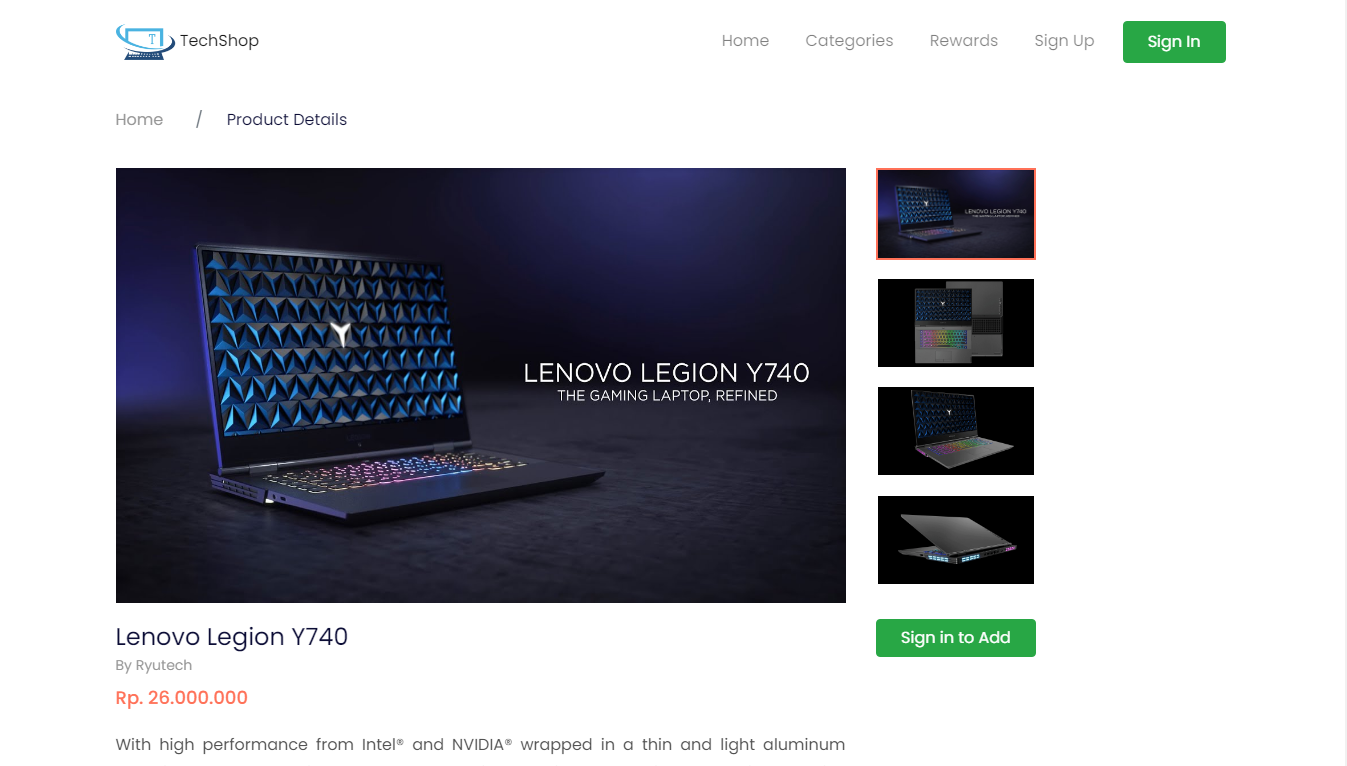 T
TechShop
Home
Categories
Rewards
Sign Up
Sign In
Home / Product Details
LENOVO LEGION Y740
THE GAMING LAPTOP, REFINED
LENOVO LEGION Y740
THE GAMING LAPTOP, REFINED
Lenovo Legion Y740
By Ryutech
Rp. 26.000.000
Sign in to Add
With high performance from Intel® and NVIDIA® wrapped in a thin and light aluminum